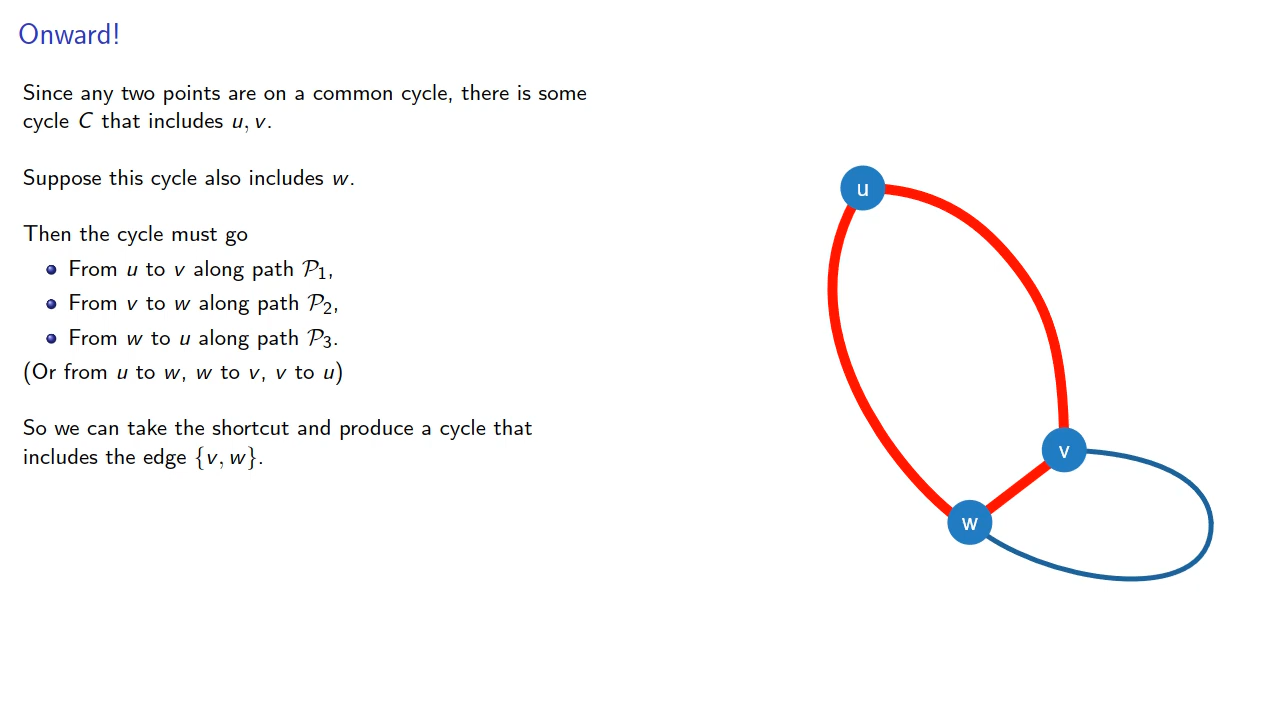 Onward!
Since any two points are on a common cycle, there is some
cycle C that includes u, v.
Suppose this cycle also includes w.
Then the cycle must go
From u to v along path P₁,
From v to w along path P₂,
From w to u along path P₃.
(Or from u to w, w to v, v to u)
So we can take the shortcut and produce a cycle that
includes the edge {v, w}.
u
v
w